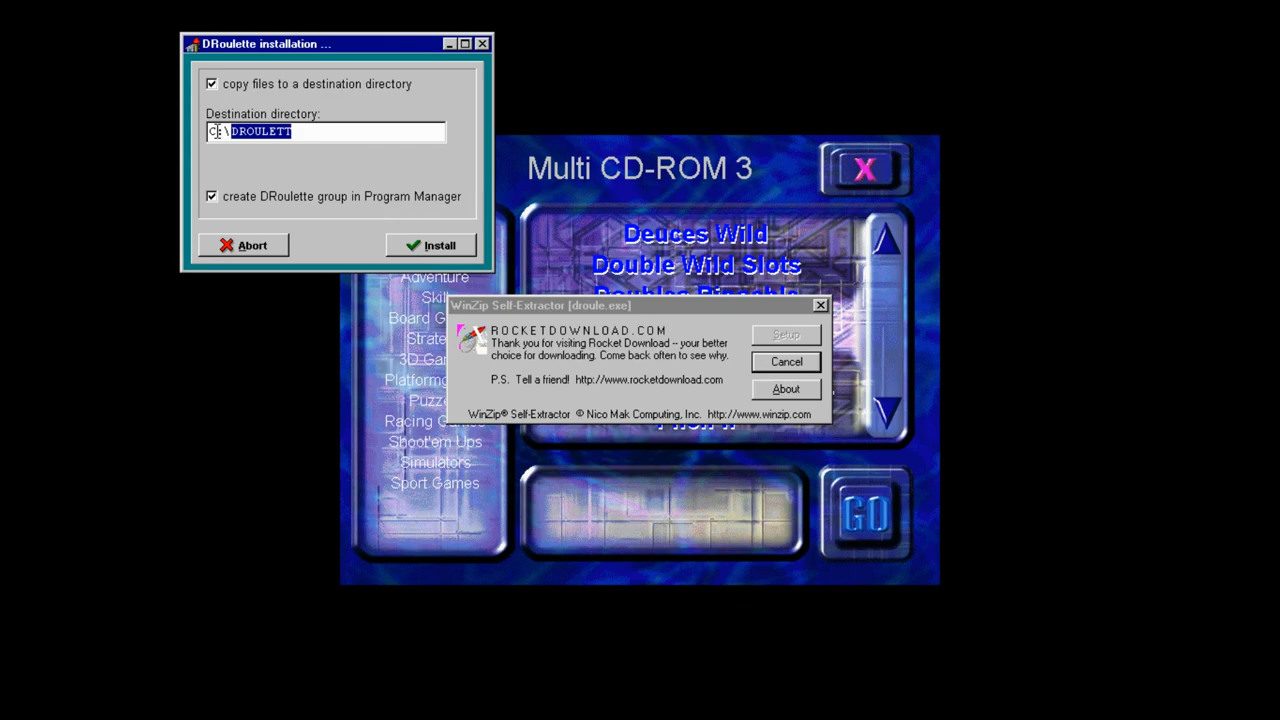 DRoulette installation ...
copy files to a destination directory
Destination directory:
C:\DROULETT
create DRoulette group in Program Manager
Abort
Install
Multi CD-ROM 3
X
Deuces Wild
Double Wild Slots
Adventure
Skill
Board G
Strate
3D Gam
Platformg
Puzz
Racing Games
Shoot'em Ups
Simulators
Sport Games
WinZip Self-Extractor [droule.exe]
ROCKETDOWNLOAD.COM
Thank you for visiting Rocket Download -- your better
choice for downloading. Come back often to see why.
P.S. Tell a friend! http://www.rocketdownload.com
Setup
Cancel
About
WinZip® Self-Extractor © Nico Mak Computing, Inc. http://www.winzip.com
GO